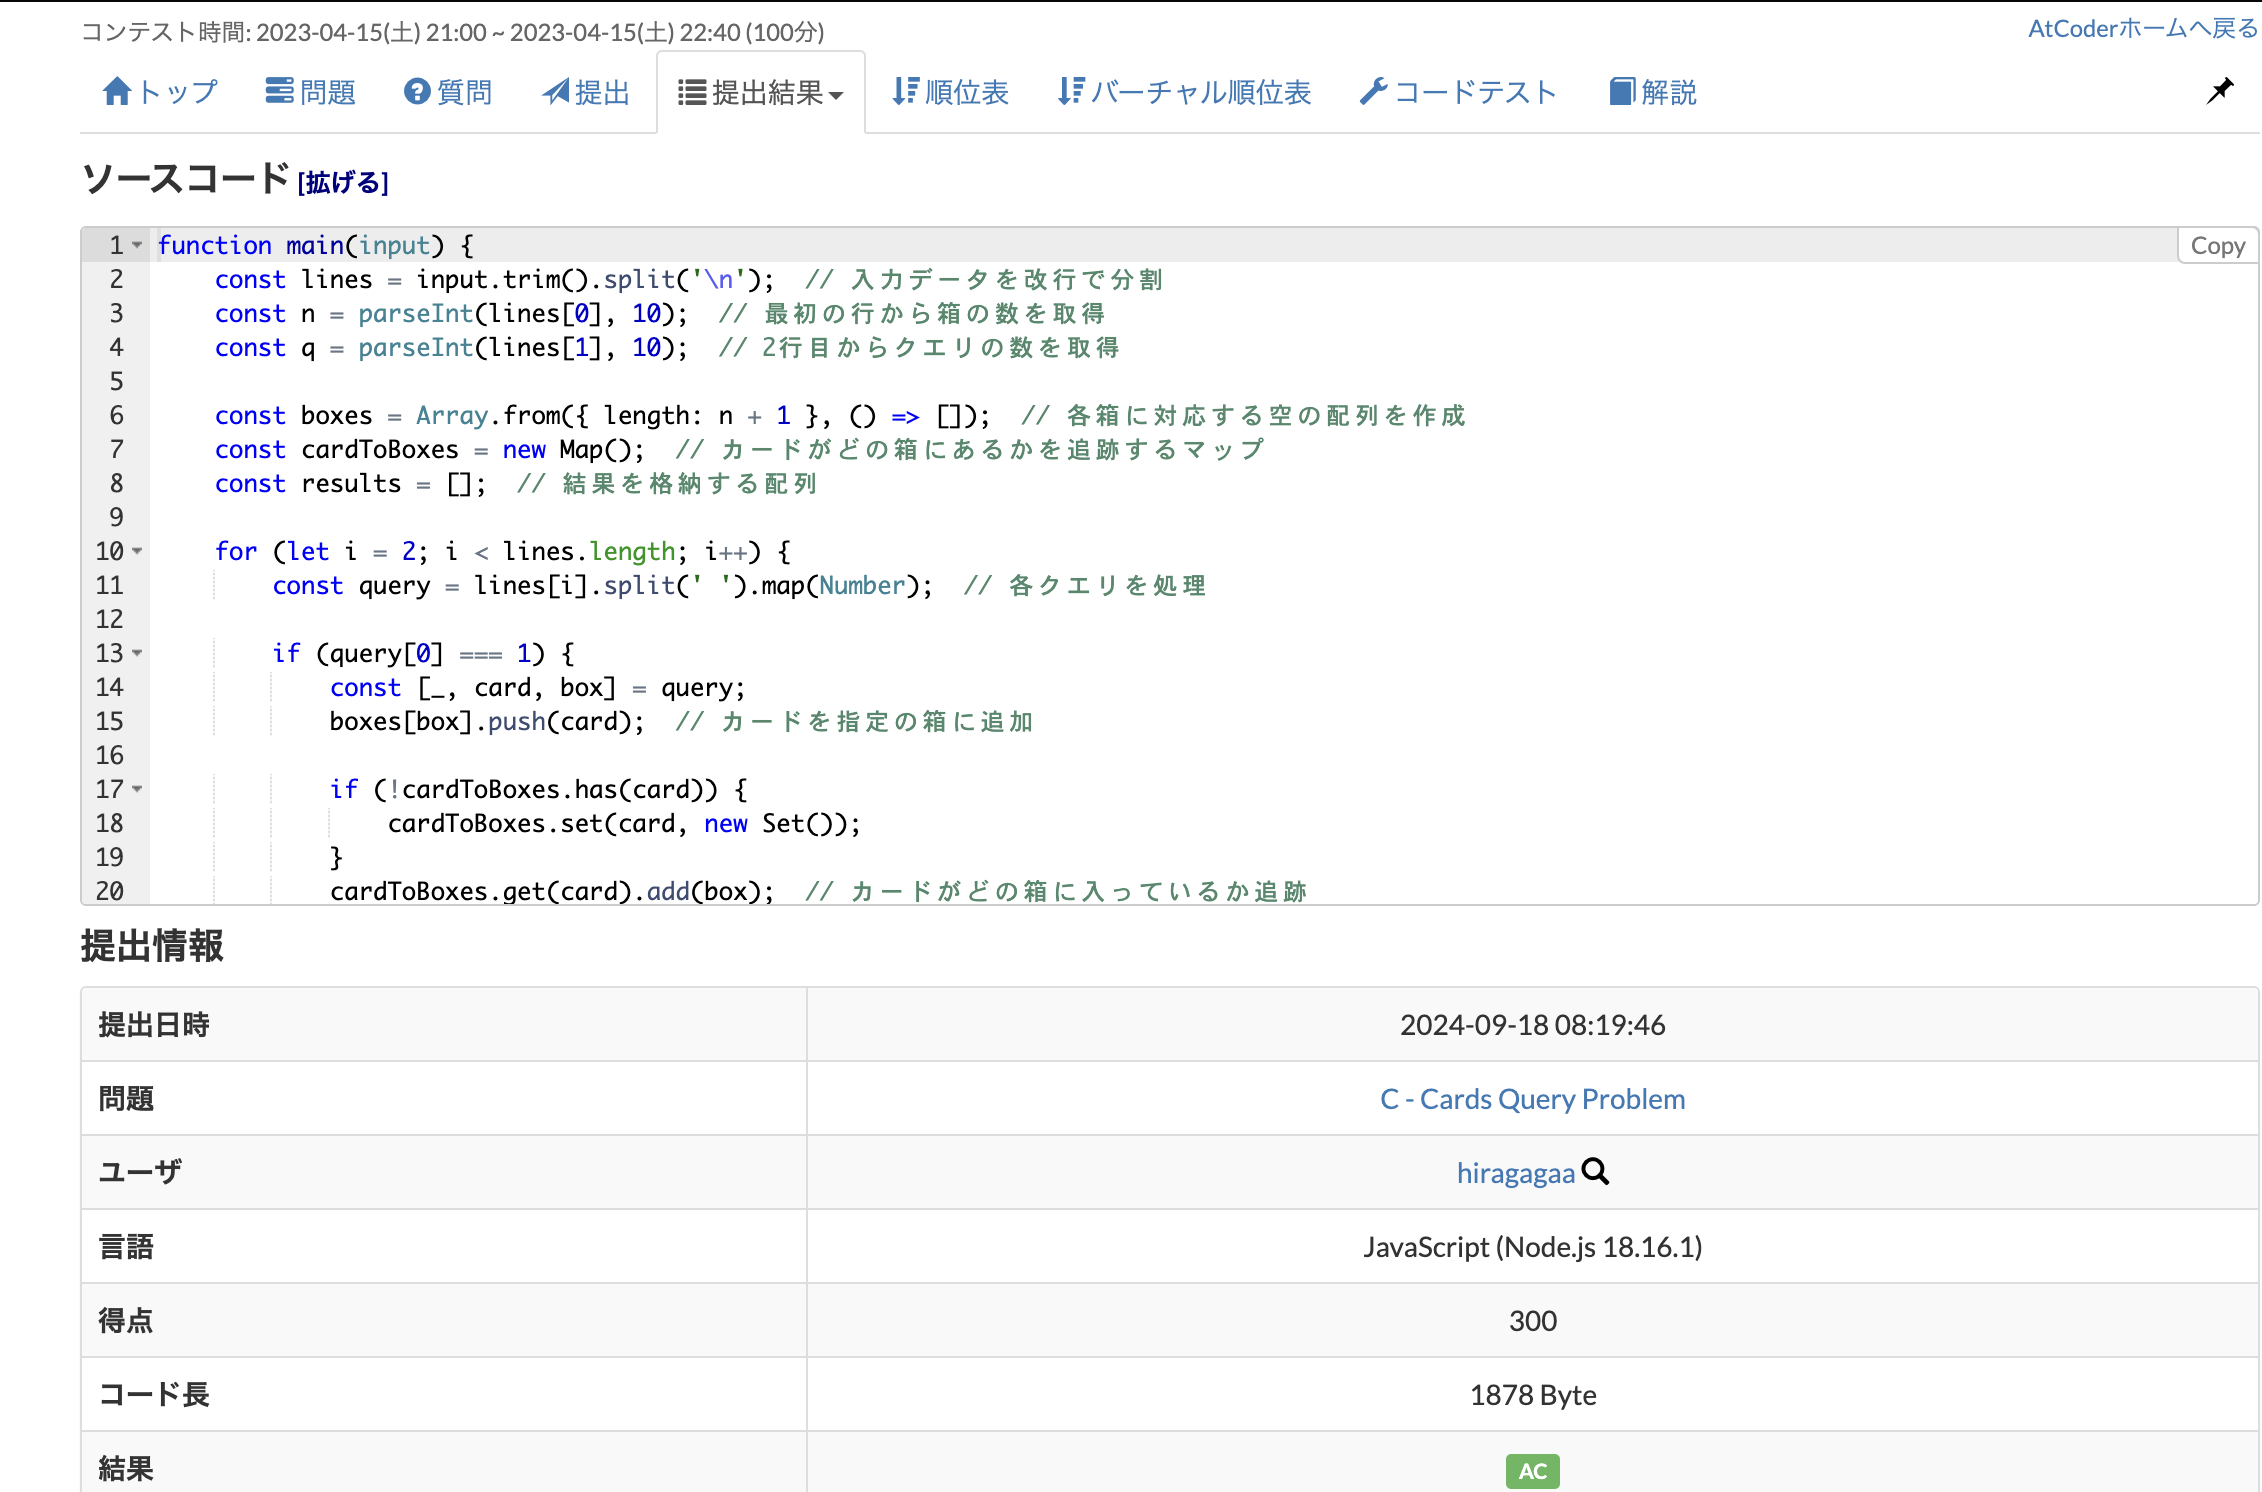 コンテスト時間: 2023-04-15(土) 21:00 ~ 2023-04-15(土) 22:40 (100分)
AtCoderホームへ戻る
トップ 問題 質問 提出 提出結果 順位表 バーチャル順位表 コードテスト 解説
ソースコード [拡げる]
Copy
1 function main(input) {
2     const lines = input.trim().split('\n');  // 入力データを改行で分割
3     const n = parseInt(lines[0], 10);  // 最初の行から箱の数を取得
4     const q = parseInt(lines[1], 10);  // 2行目からクエリの数を取得
5
6     const boxes = Array.from({ length: n + 1 }, () => []);  // 各箱に対応する空の配列を作成
7     const cardToBoxes = new Map();  // カードがどの箱にあるかを追跡するマップ
8     const results = [];  // 結果を格納する配列
9
10     for (let i = 2; i < lines.length; i++) {
11         const query = lines[i].split(' ').map(Number);  // 各クエリを処理
12
13         if (query[0] === 1) {
14             const [_, card, box] = query;
15             boxes[box].push(card);  // カードを指定の箱に追加
16
17             if (!cardToBoxes.has(card)) {
18                 cardToBoxes.set(card, new Set());
19             }
20             cardToBoxes.get(card).add(box);  // カードがどの箱に入っているか追跡
提出情報
提出日時 2024-09-18 08:19:46
問題 C - Cards Query Problem
ユーザ hiragagaa
言語 JavaScript (Node.js 18.16.1)
得点 300
コード長 1878 Byte
結果 AC